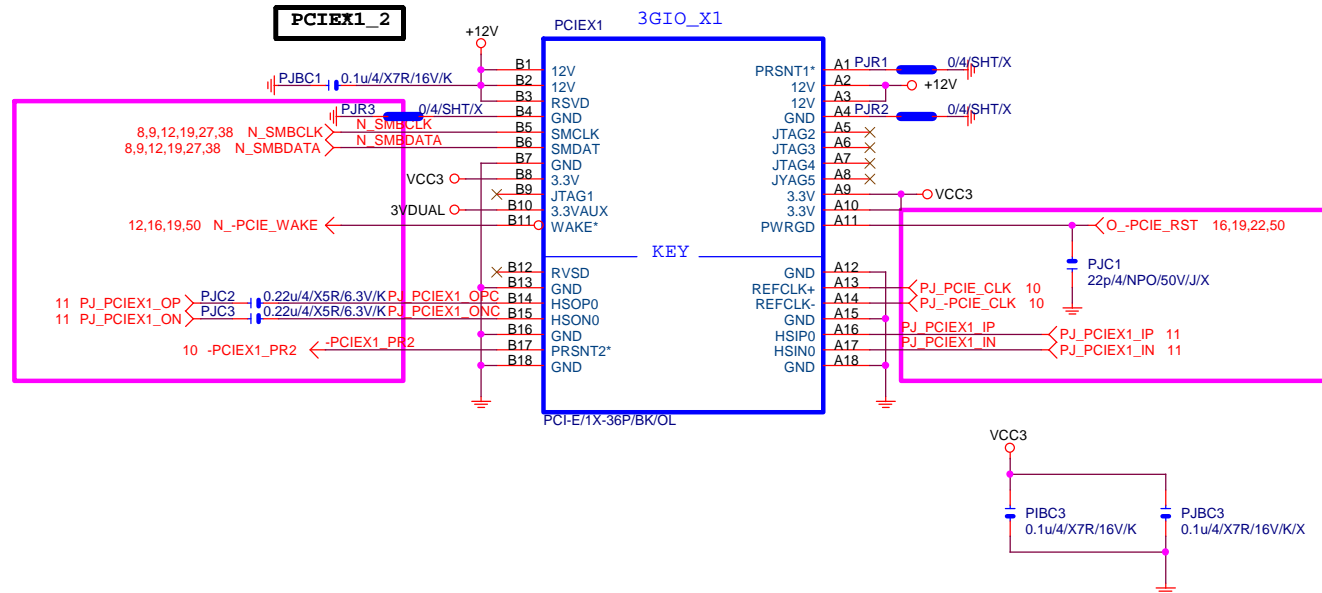 PCIEX1_2
3GIO_X1
PCIEX1
+12V
PJBC1 0.1u/4/X7R/16V/K
PJR3 0/4/SHT/X
8,9,12,19,27,38 N_SMBCLK N_SMBCLK
8,9,12,19,27,38 N_SMBDATA N_SMBDATA
VCC3
3VDUAL
12,16,19,50 N_-PCIE_WAKE
11 PJ_PCIEX1_OP PJC2 0.22u/4/X5R/6.3V/K PJ_PCIEX1_OPC
11 PJ_PCIEX1_ON PJC3 0.22u/4/X5R/6.3V/K PJ_PCIEX1_ONC
10 -PCIEX1_PR2 -PCIEX1_PR2
B1 12V
B2 12V
B3 RSVD
B4 GND
B5 SMCLK
B6 SMDAT
B7 GND
B8 3.3V
B9 JTAG1
B10 3.3VAUX
B11 WAKE*
KEY
B12 RVSD
B13 GND
B14 HSOP0
B15 HSON0
B16 GND
B17 PRSNT2*
B18 GND
PRSNT1* A1 PJR1 0/4/SHT/X
12V A2 +12V
12V A3
GND A4 PJR2 0/4/SHT/X
JTAG2 A5
JTAG3 A6
JTAG4 A7
JYAG5 A8
3.3V A9 VCC3
3.3V A10
PWRGD A11 O_-PCIE_RST 16,19,22,50
PJC1
22p/4/NPO/50V/J/X
GND A12
REFCLK+ A13 PJ_PCIE_CLK 10
REFCLK- A14 PJ_-PCIE_CLK 10
GND A15
HSIP0 A16 PJ_PCIEX1_IP PJ_PCIEX1_IP 11
HSIN0 A17 PJ_PCIEX1_IN PJ_PCIEX1_IN 11
GND A18
PCI-E/1X-36P/BK/OL
VCC3
PIBC3
0.1u/4/X7R/16V/K
PJBC3
0.1u/4/X7R/16V/K/X